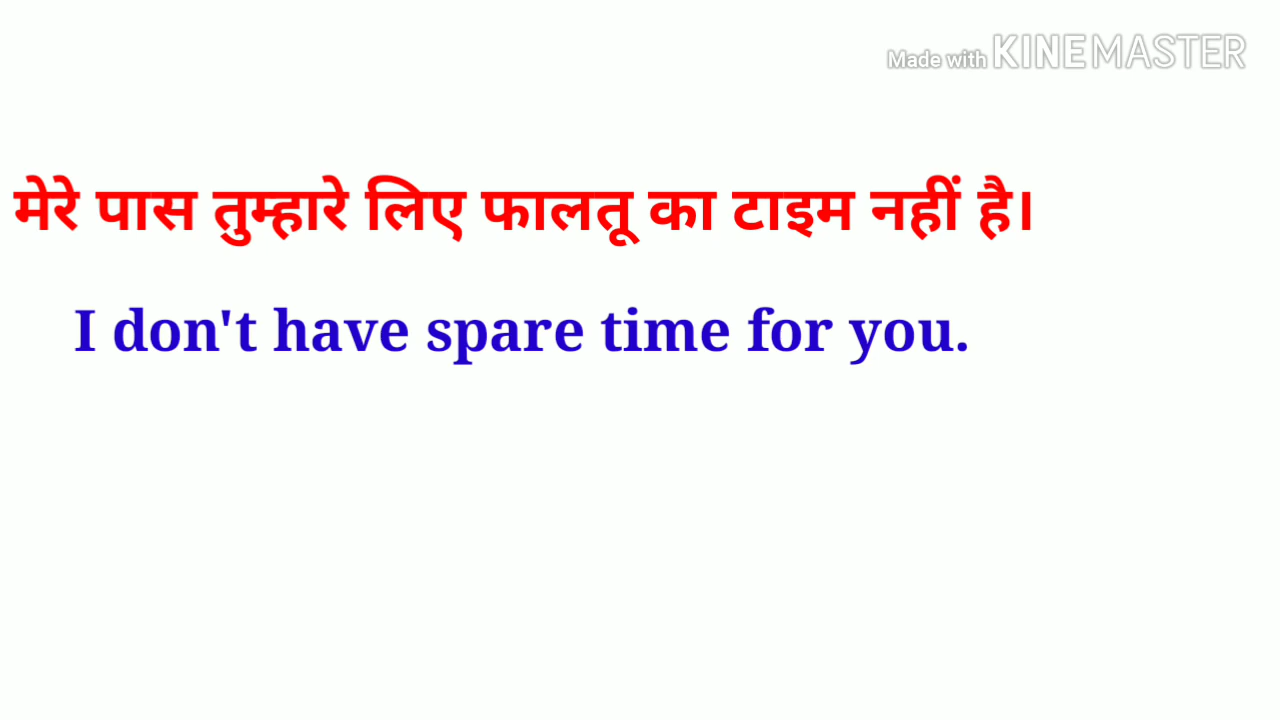 Made with KINEMASTER
मेरे पास तुम्हारे लिए फालतू का टाइम नहीं है।
I don't have spare time for you.